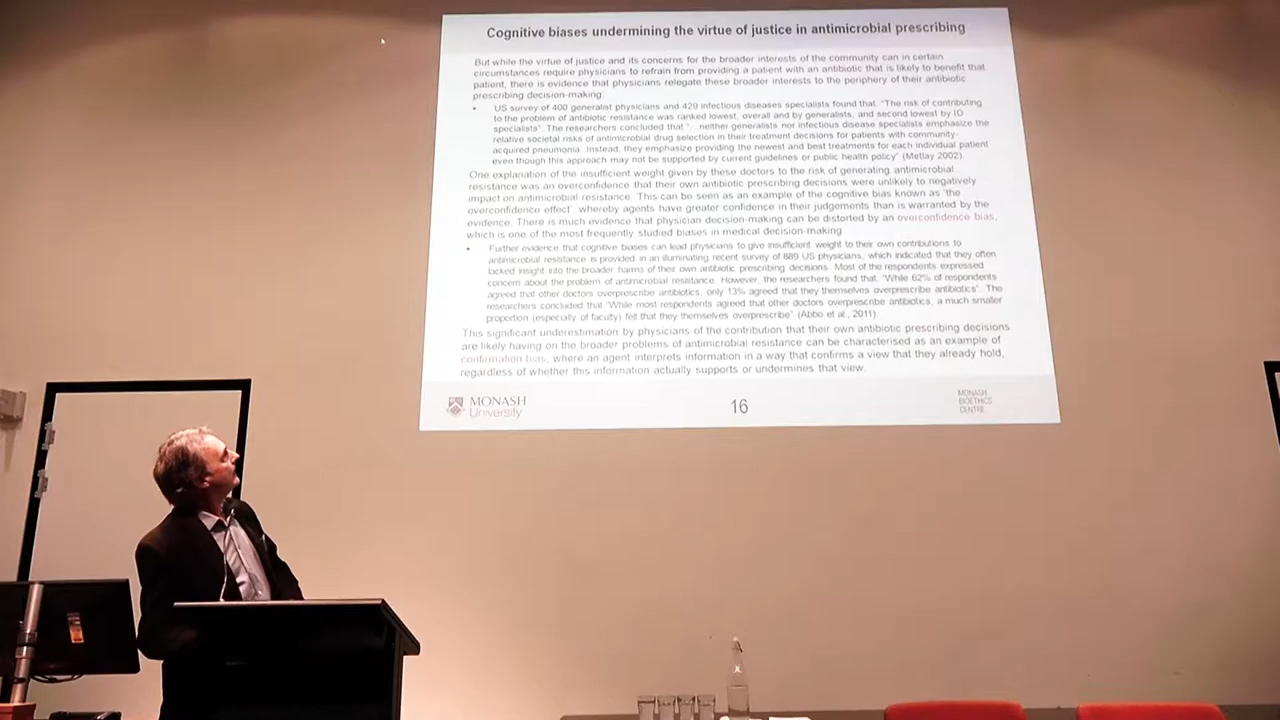 Cognitive biases undermining the virtue of justice in antimicrobial prescribing
But while the virtue of justice and its concerns for the broader interests of the community can in certain
circumstances require physicians to refrain from providing a patient with an antibiotic that is likely to benefit that
patient, there is evidence that physicians relegate these broader interests to the periphery of their antibiotic
prescribing decision-making:
• US survey of 400 generalist physicians and 429 infectious diseases specialists found that: "The risk of contributing
to the problem of antibiotic resistance was ranked lowest, overall and by generalists, and second lowest by ID
specialists". The researchers concluded that "...neither generalists nor infectious disease specialists emphasize the
relative societal risks of antimicrobial drug selection in their treatment decisions for patients with community-
acquired pneumonia. Instead, they emphasize providing the newest and best treatments for each individual patient
even though this approach may not be supported by current guidelines or public health policy" (Metlay 2002).
One explanation of the insufficient weight given by these doctors to the risk of generating antimicrobial
resistance was an overconfidence that their own antibiotic prescribing decisions were unlikely to negatively
impact on antimicrobial resistance. This can be seen as an example of the cognitive bias known as 'the
overconfidence effect' whereby agents have greater confidence in their judgements than is warranted by the
evidence. There is much evidence that physician decision-making can be distorted by an overconfidence bias,
which is one of the most frequently studied biases in medical decision-making
• Further evidence that cognitive biases can lead physicians to give insufficient weight to their own contributions to
antimicrobial resistance is provided in an illuminating recent survey of 889 US physicians, which indicated that they often
lacked insight into the broader harms of their own antibiotic prescribing decisions. Most of the respondents expressed
concern about the problem of antimicrobial resistance. However, the researchers found that: "While 62% of respondents
agreed that other doctors overprescribe antibiotics, only 13% agreed that they themselves overprescribe antibiotics". The
researchers concluded that "While most respondents agreed that other doctors overprescribe antibiotics, a much smaller
proportion (especially of faculty) felt that they themselves overprescribe" (Abbo et al., 2011).
This significant underestimation by physicians of the contribution that their own antibiotic prescribing decisions
are likely having on the broader problems of antimicrobial resistance can be characterised as an example of
confirmation bias, where an agent interprets information in a way that confirms a view that they already hold,
regardless of whether this information actually supports or undermines that view.
MONASH
University
16
MONASH
BIOETHICS
CENTRE